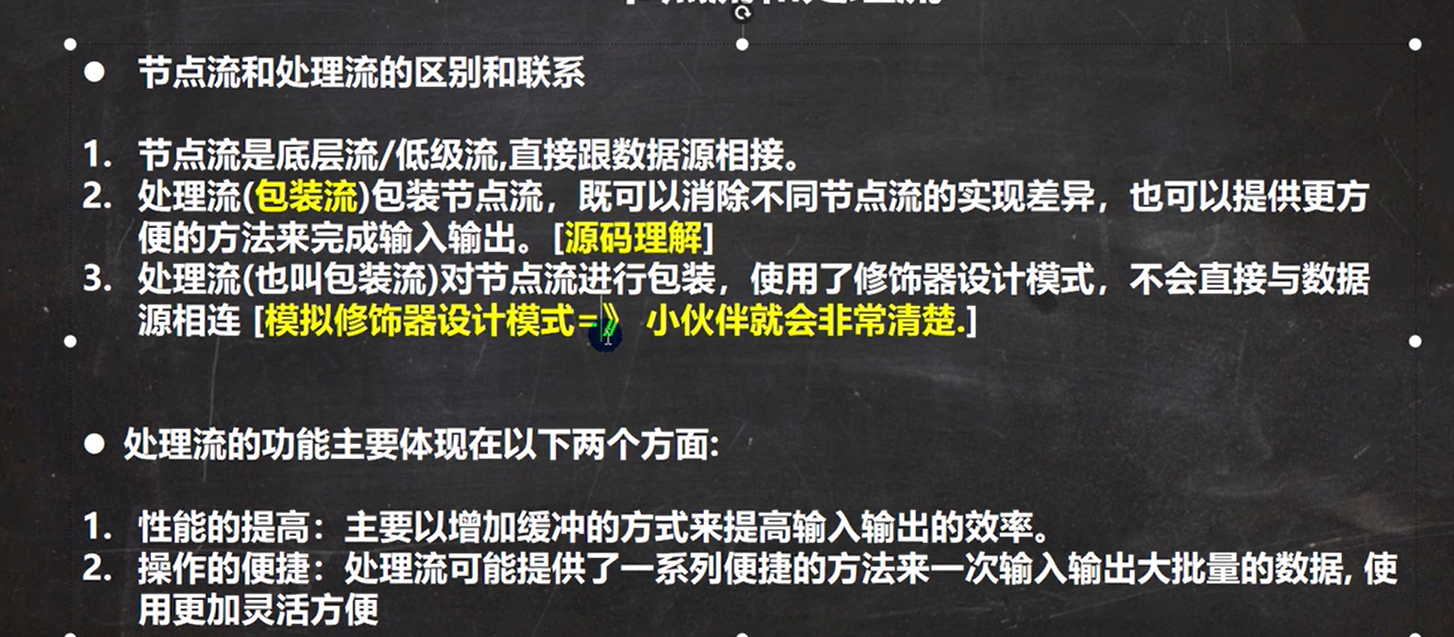 ● 节点流和处理流的区别和联系
1. 节点流是底层流/低级流,直接跟数据源相接。
2. 处理流(包装流)包装节点流，既可以消除不同节点流的实现差异，也可以提供更方
便的方法来完成输入输出。[源码理解]
3. 处理流(也叫包装流)对节点流进行包装，使用了修饰器设计模式，不会直接与数据
源相连 [模拟修饰器设计模式=》 小伙伴就会非常清楚.]
● 处理流的功能主要体现在以下两个方面:
1. 性能的提高：主要以增加缓冲的方式来提高输入输出的效率。
2. 操作的便捷：处理流可能提供了一系列便捷的方法来一次输入输出大批量的数据, 使
用更加灵活方便